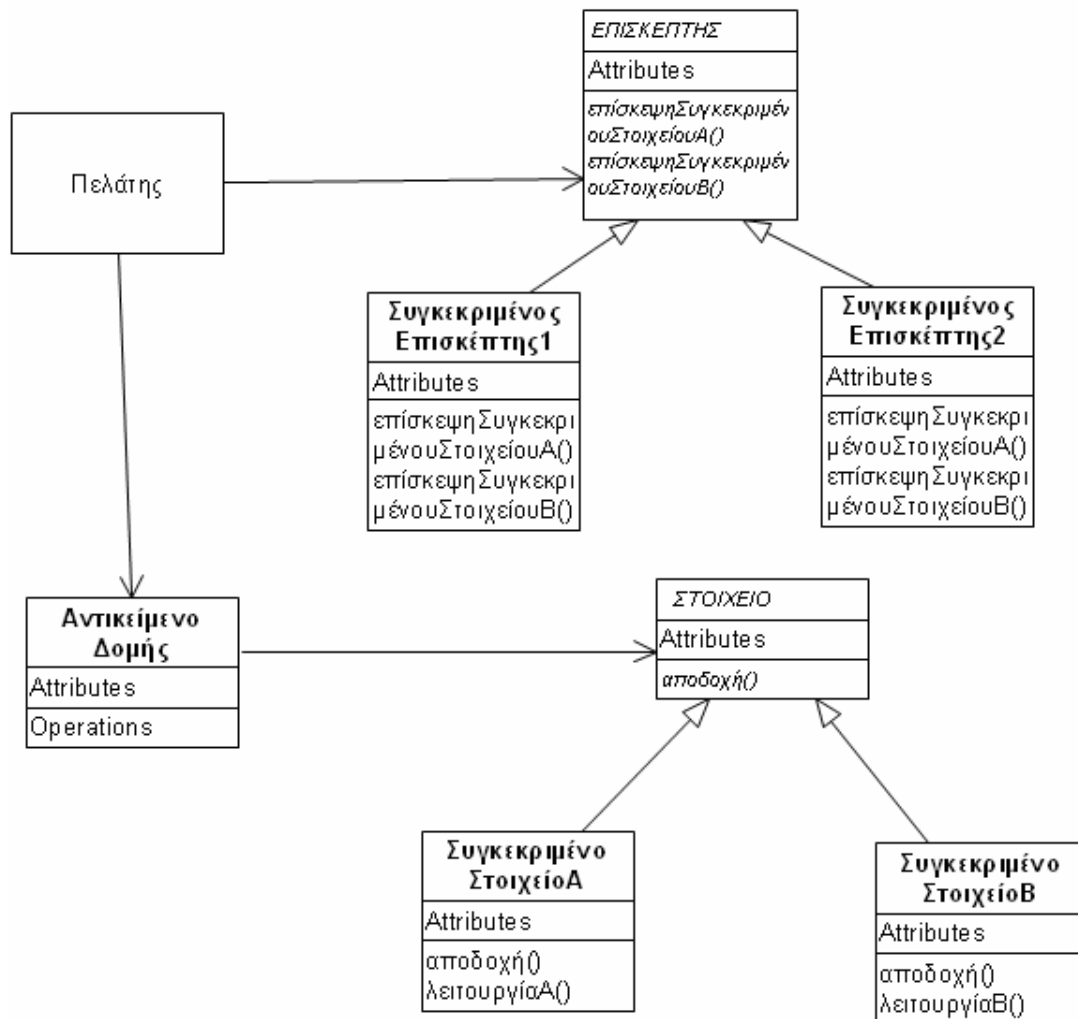 ΕΠΙΣΚΕΠΤΗΣ
Attributes
επίσκεψηΣυγκεκριμέν
ουΣτοιχείουΑ()
επίσκεψηΣυγκεκριμέν
ουΣτοιχείουΒ()
Πελάτης
Συγκεκριμένος
Επισκέπτης1
Attributes
επίσκεψηΣυγκεκρι
μένουΣτοιχείουΑ()
επίσκεψηΣυγκεκρι
μένουΣτοιχείουΒ()
Συγκεκριμένος
Επισκέπτης2
Attributes
επίσκεψηΣυγκεκρι
μένουΣτοιχείουΑ()
επίσκεψηΣυγκεκρι
μένουΣτοιχείουΒ()
Αντικείμενο
Δομής
Attributes
Operations
ΣΤΟΙΧΕΙΟ
Attributes
αποδοχή()
Συγκεκριμένο
ΣτοιχείοΑ
Attributes
αποδοχή()
λειτουργίαΑ()
Συγκεκριμένο
ΣτοιχείοΒ
Attributes
αποδοχή()
λειτουργίαΒ()